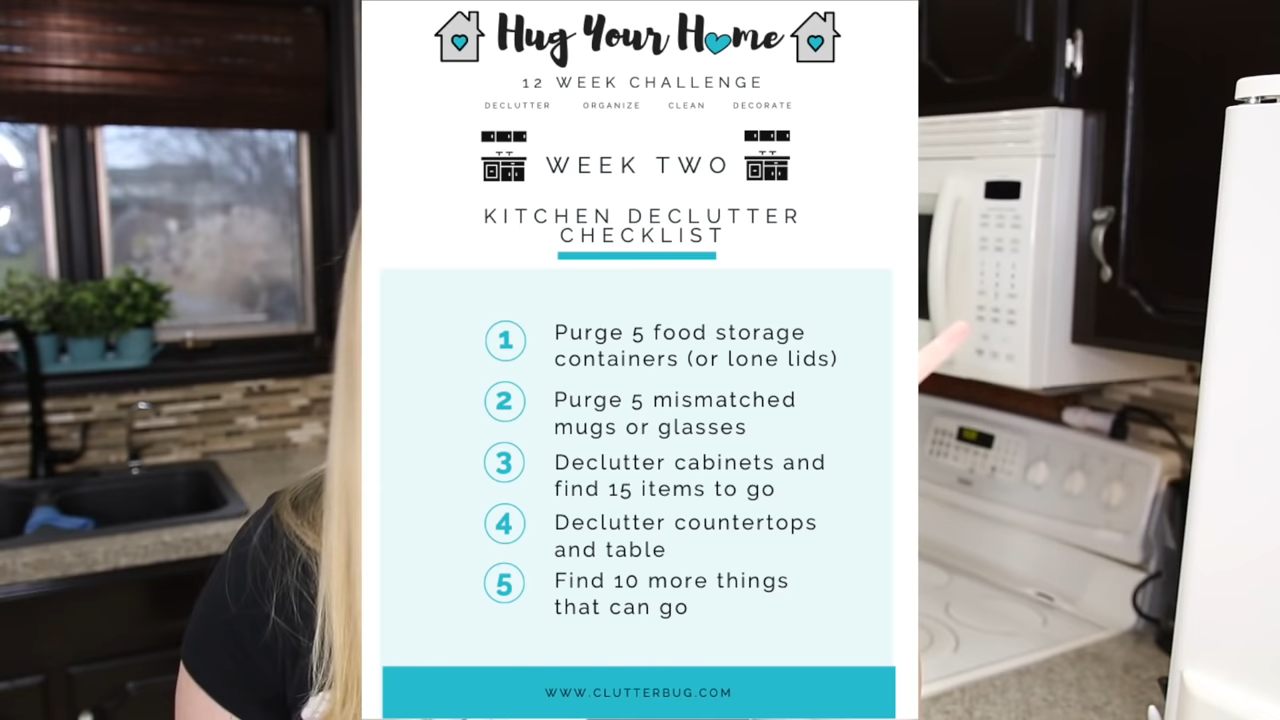 Hug Your Home
12 WEEK CHALLENGE
DECLUTTER ORGANIZE CLEAN DECORATE
WEEK TWO
KITCHEN DECLUTTER
CHECKLIST
1 Purge 5 food storage
containers (or lone lids)
2 Purge 5 mismatched
mugs or glasses
3 Declutter cabinets and
find 15 items to go
4 Declutter countertops
and table
5 Find 10 more things
that can go
WWW.CLUTTERBUG.COM